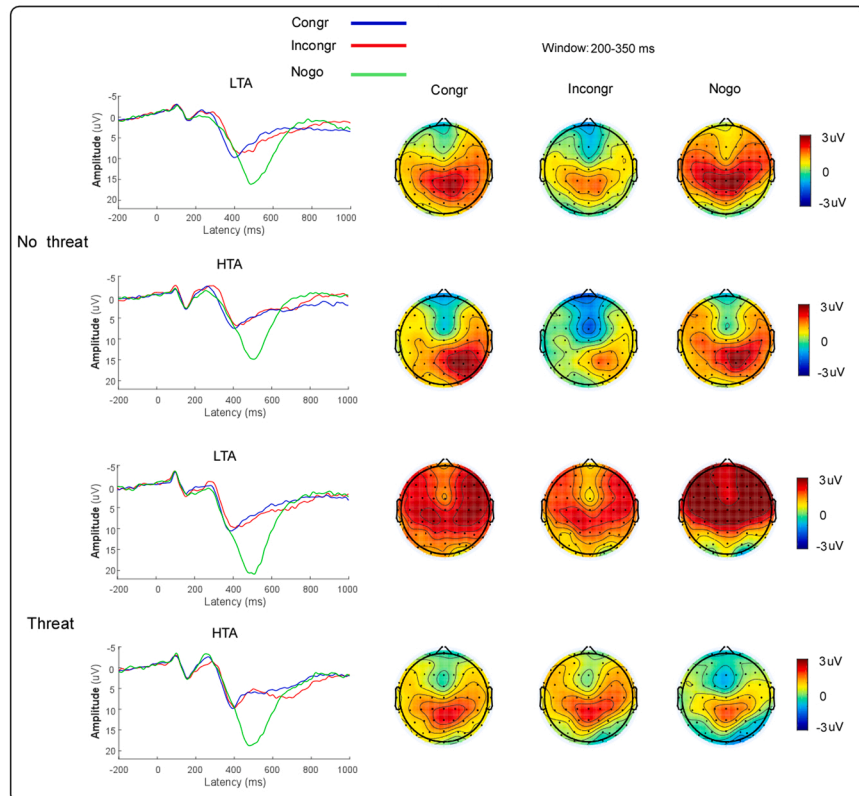 Congr
Incongr
Nogo
Window: 200-350 ms
LTA
Congr
Incongr
Nogo
-5
0
5
10
15
20
Amplitude (uV)
-200 0 200 400 600 800 1000
Latency (ms)
3uV
0
-3uV
No threat
HTA
-5
0
5
10
15
20
Amplitude (uV)
-200 0 200 400 600 800 1000
Latency (ms)
3uV
0
-3uV
LTA
-5
0
5
10
15
20
Amplitude (uV)
-200 0 200 400 600 800 1000
Latency (ms)
3uV
0
-3uV
Threat
HTA
-5
0
5
10
15
20
Amplitude (uV)
-200 0 200 400 600 800 1000
Latency (ms)
3uV
0
-3uV